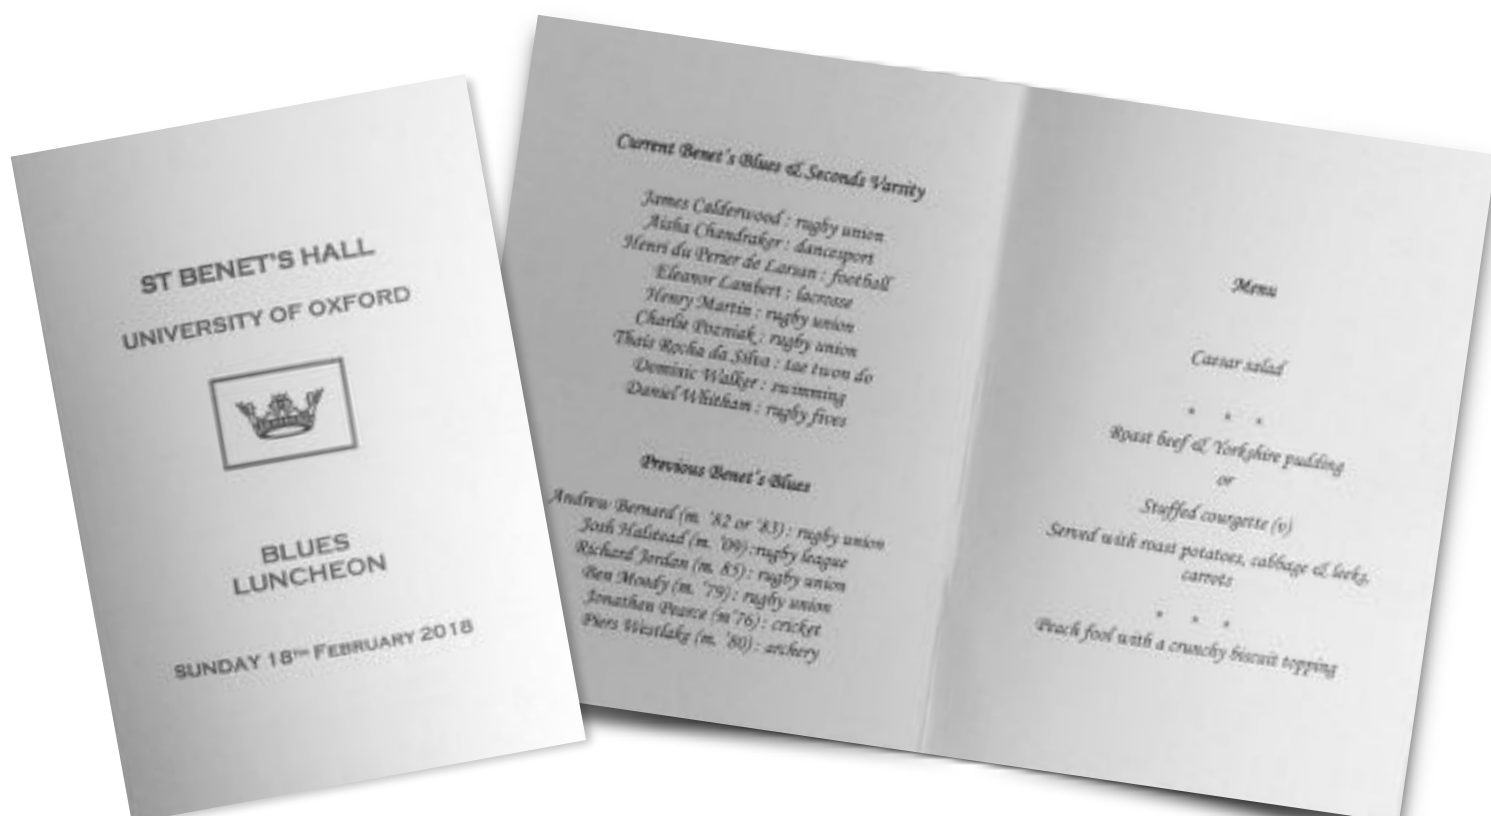 ST BENET'S HALL
UNIVERSITY OF OXFORD
BLUES
LUNCHEON
SUNDAY 18TH FEBRUARY 2018
Current Benet's Blues & Seconds Varsity
James Calderwood : rugby union
Aisha Chandraker : dancesport
Henri du Perier de Larsan : football
Eleanor Lambert : lacrosse
Henry Martin : rugby union
Charlie Pozniak : rugby union
Thais Rocha da Silva : tae twon do
Dominic Walker : swimming
Daniel Whitham : rugby fives
Previous Benet's Blues
Andrew Bernard (m. '82 or '83) : rugby union
Josh Halstead (m. '09) : rugby league
Richard Jordan (m. 85) : rugby union
Ben Moody (m. '79) : rugby union
Jonathan Pearce (m'76) : cricket
Piers Westlake (m. '80) : archery
Menu
Caesar salad
* * *
Roast beef & Yorkshire pudding
or
Stuffed courgette (v)
Served with roast potatoes, cabbage & leeks,
carrots
* * *
Peach fool with a crunchy biscuit topping